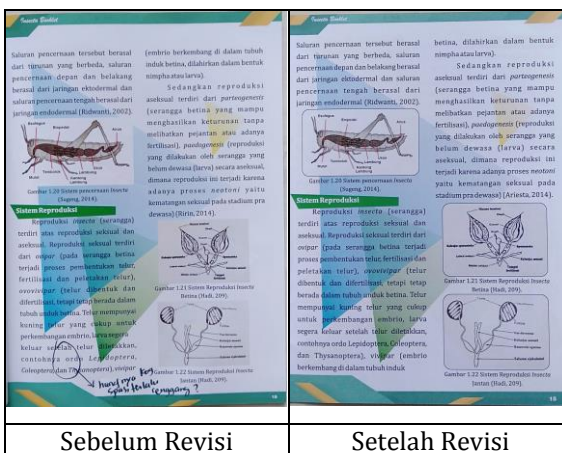 Insecta Booklet
Saluran pencernaan tersebut berasal
dari turunan yang berbeda, saluran
pencernaan depan dan belakang
berasal dari jaringan ektodermal dan
saluran pencernaan tengah berasal dari
jaringan endodermal (Ridwanti, 2002).
Gambar 1.20 Sistem pencernaan Insecta
(Sugeng, 2014).
Sistem Reproduksi
Reproduksi insecta (serangga)
terdiri atas reproduksi seksual dan
aseksual. Reproduksi seksual terdiri
dari ovipar (pada serangga betina
terjadi proses pembentukan telur,
fertilisasi dan peletakan telur),
ovovivipar (telur dibentuk dan
difertilisasi, tetapi tetap berada dalam
tubuh unduk betina. Telur mempunyai
kuning telur yang cukup untuk
perkembangan embrio, larva segera
keluar setelah telur diletakkan,
contohnya ordo Lepidoptera,
Coleoptera, dan Thysanoptera), vivipar
(embrio berkembang di dalam tubuh
induk betina, dilahirkan dalam bentuk
nimpha atau larva).
Sedangkan reproduksi
aseksual terdiri dari parteogenesis
(serangga betina yang mampu
menghasilkan keturunan tanpa
melibatkan pejantan atau adanya
fertilisasi), paedogenesis (reproduksi
yang dilakukan oleh serangga yang
belum dewasa (larva) secara aseksual,
dimana reproduksi ini terjadi karena
adanya proses neotoni yaitu
kematangan seksual pada stadium pra
dewasa) (Ririn, 2014).
Gambar 1.21 Sistem Reproduksi Insecta
Betina (Hadi, 209).
Gambar 1.22 Sistem Reproduksi Insecta
Jantan (Hadi, 209).
Insecta Booklet
Saluran pencernaan tersebut berasal
dari turunan yang berbeda, saluran
pencernaan depan dan belakang berasal
dari jaringan ektodermal dan saluran
pencernaan tengah berasal dari
jaringan endodermal (Ridwanti, 2002).
Gambar 1.20 Sistem pencernaan Insecta
(Sugeng, 2014).
Sistem Reproduksi
Reproduksi insecta (serangga)
terdiri atas reproduksi seksual dan
aseksual. Reproduksi seksual terdiri dari
ovipar (pada serangga betina terjadi
proses pembentukan telur, fertilisasi dan
peletakan telur), ovovivipar (telur
dibentuk dan difertilisasi, tetapi tetap
berada dalam tubuh unduk betina. Telur
mempunyai kuning telur yang cukup
untuk perkembangan embrio, larva
segera keluar setelah telur diletakkan,
contohnya ordo Lepidoptera, Coleoptera,
dan Thysanoptera), vivipar (embrio
berkembang di dalam tubuh induk
betina, dilahirkan dalam bentuk
nimpha atau larva).
Sedangkan reproduksi
aseksual terdiri dari parteogenesis
(serangga betina yang mampu
menghasilkan keturunan tanpa
melibatkan pejantan atau adanya
fertilisasi), paedogenesis (reproduksi
yang dilakukan oleh serangga yang
belum dewasa (larva) secara
aseksual, dimana reproduksi ini
terjadi karena adanya proses neotoni
yaitu kematangan seksual pada
stadium pra dewasa) (Ariesta, 2014).
Gambar 1.21 Sistem Reproduksi Insecta
Betina (Hadi, 209).
Gambar 1.22 Sistem Reproduksi Insecta
Jantan (Hadi, 209).
Sebelum Revisi
Setelah Revisi